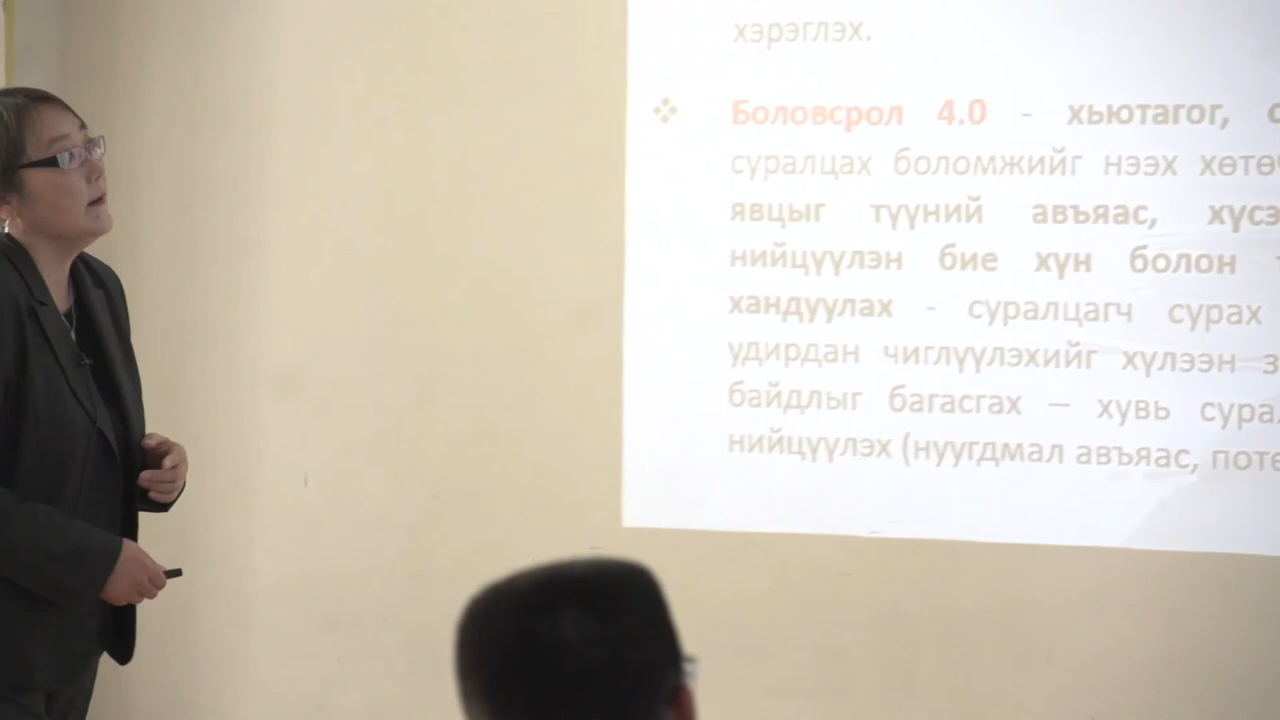 хэрэглэх.
Боловсрол 4.0 - хьютагог,
суралцах боломжийг нээх
явцыг түүний авъяас,
нийцүүлэн бие хүн болон
хандуулах - суралцагч сурах
удирдан чиглүүлэхийг хүлээн
байдлыг багасгах – хувь
нийцүүлэх (нуугдмал авъяас,